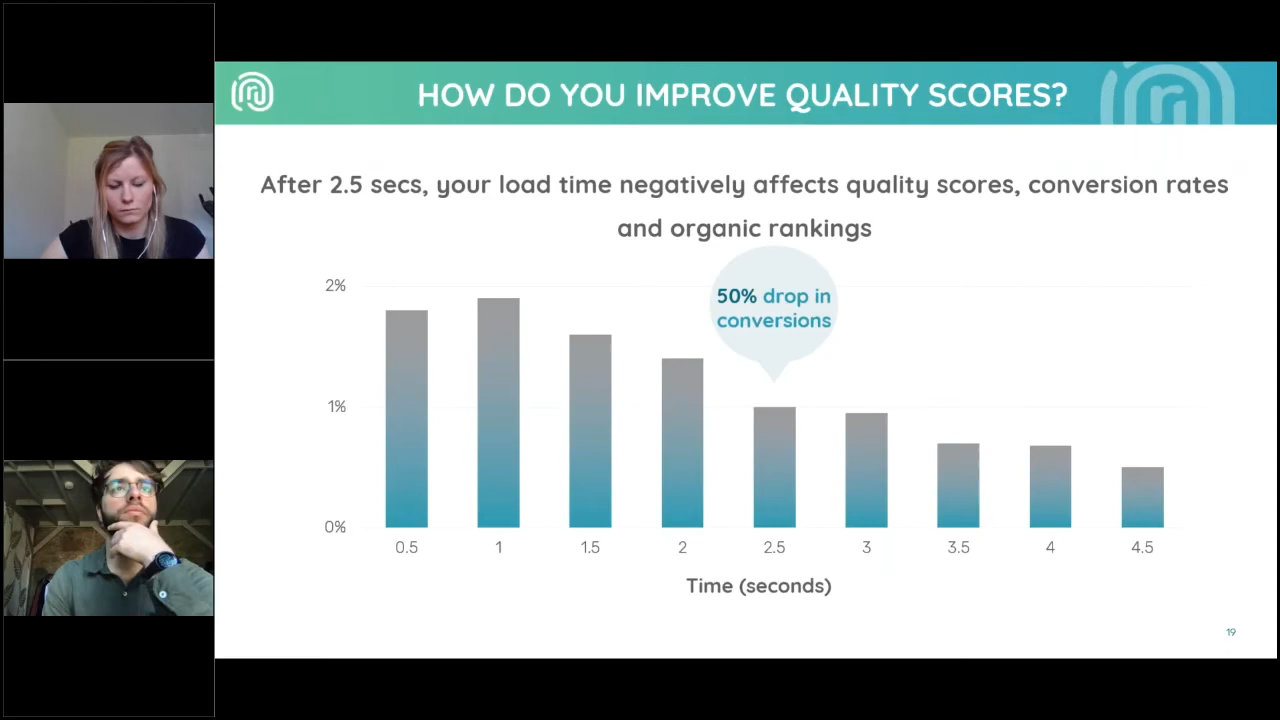 HOW DO YOU IMPROVE QUALITY SCORES?
After 2.5 secs, your load time negatively affects quality scores, conversion rates
and organic rankings
50% drop in
conversions
2%
1%
0%
0.5 1 1.5 2 2.5 3 3.5 4 4.5
Time (seconds)
19